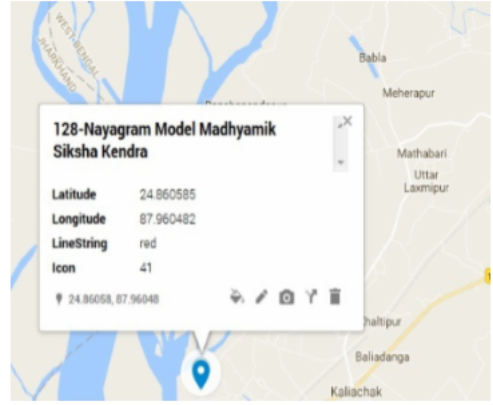 WEST BENGAL
JHARKHAND
Babla
Meherapur
128-Nayagram Model Madhyamik
Siksha Kendra
Latitude 24.860585
Longitude 87.960482
LineString red
Icon 41
24.86058, 87.96048
Mathabari
Uttar
Laxmipur
haltipur
Baliadanga
Kaliachak